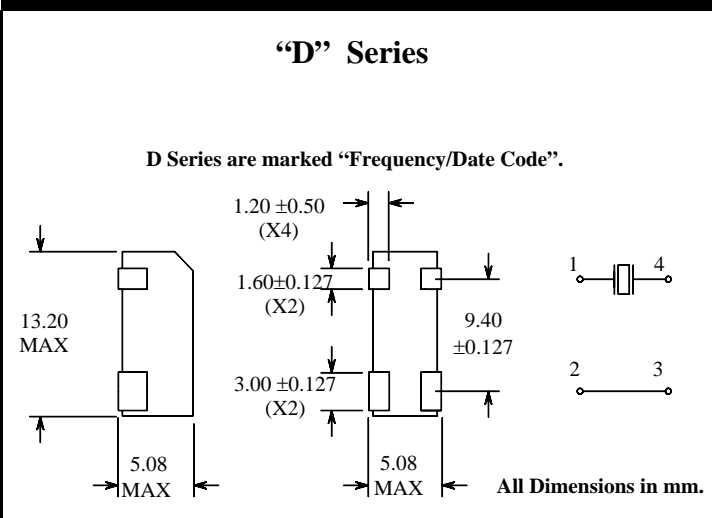 “D” Series
D Series are marked “Frequency/Date Code”.
1.20 ±0.50
(X4)
1.60±0.127
(X2)
13.20
MAX
3.00 ±0.127
(X2)
5.08
MAX
9.40
±0.127
5.08
MAX
1 4
2 3
All Dimensions in mm.